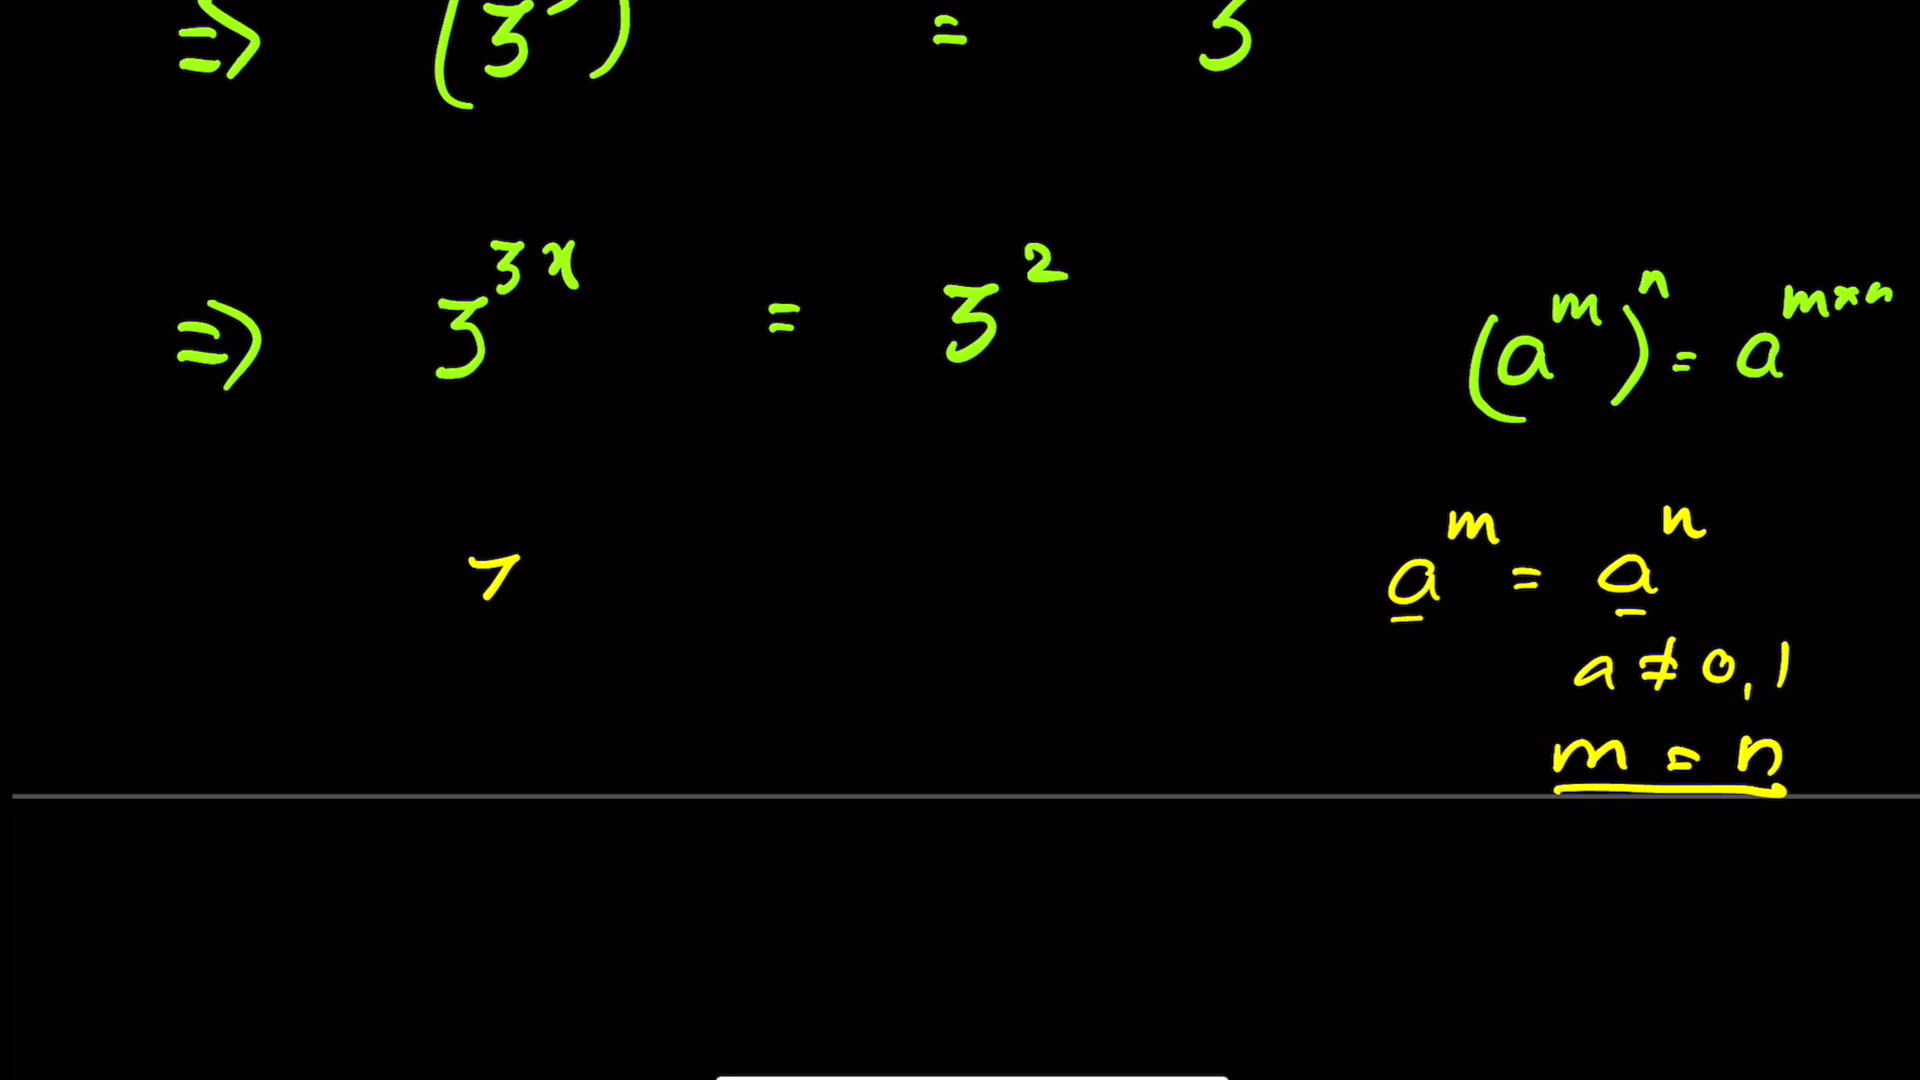 => (3 ) = 3
=> 3^{3x} = 3^2
(a^m)^n = a^{m×n}
a^m = a^n
a ≠ 0, 1
m = n